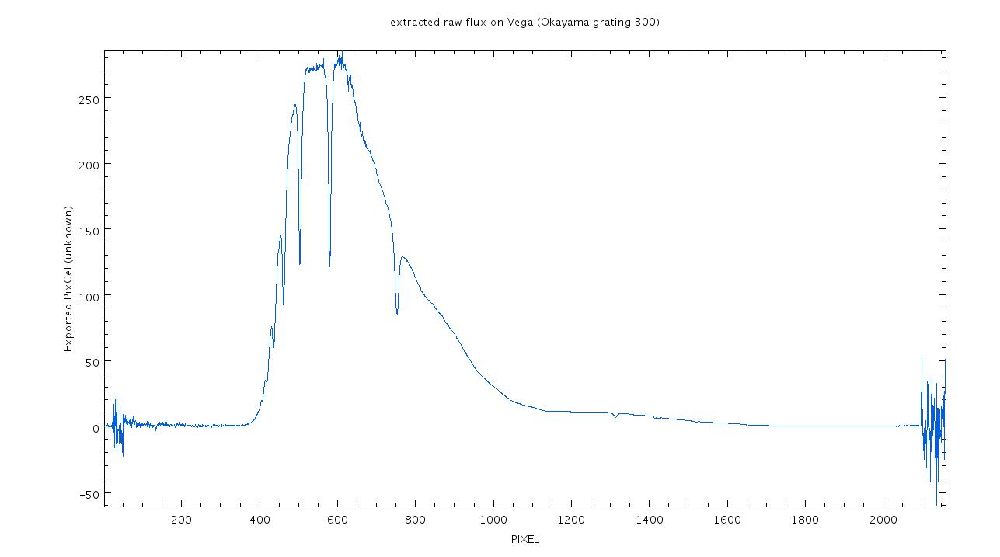 extracted raw flux on Vega (Okayama grating 300)
250
200
150
100
50
0
−50
Exported PixCel (unknown)
200 400 600 800 1000 1200 1400 1600 1800 2000
PIXEL